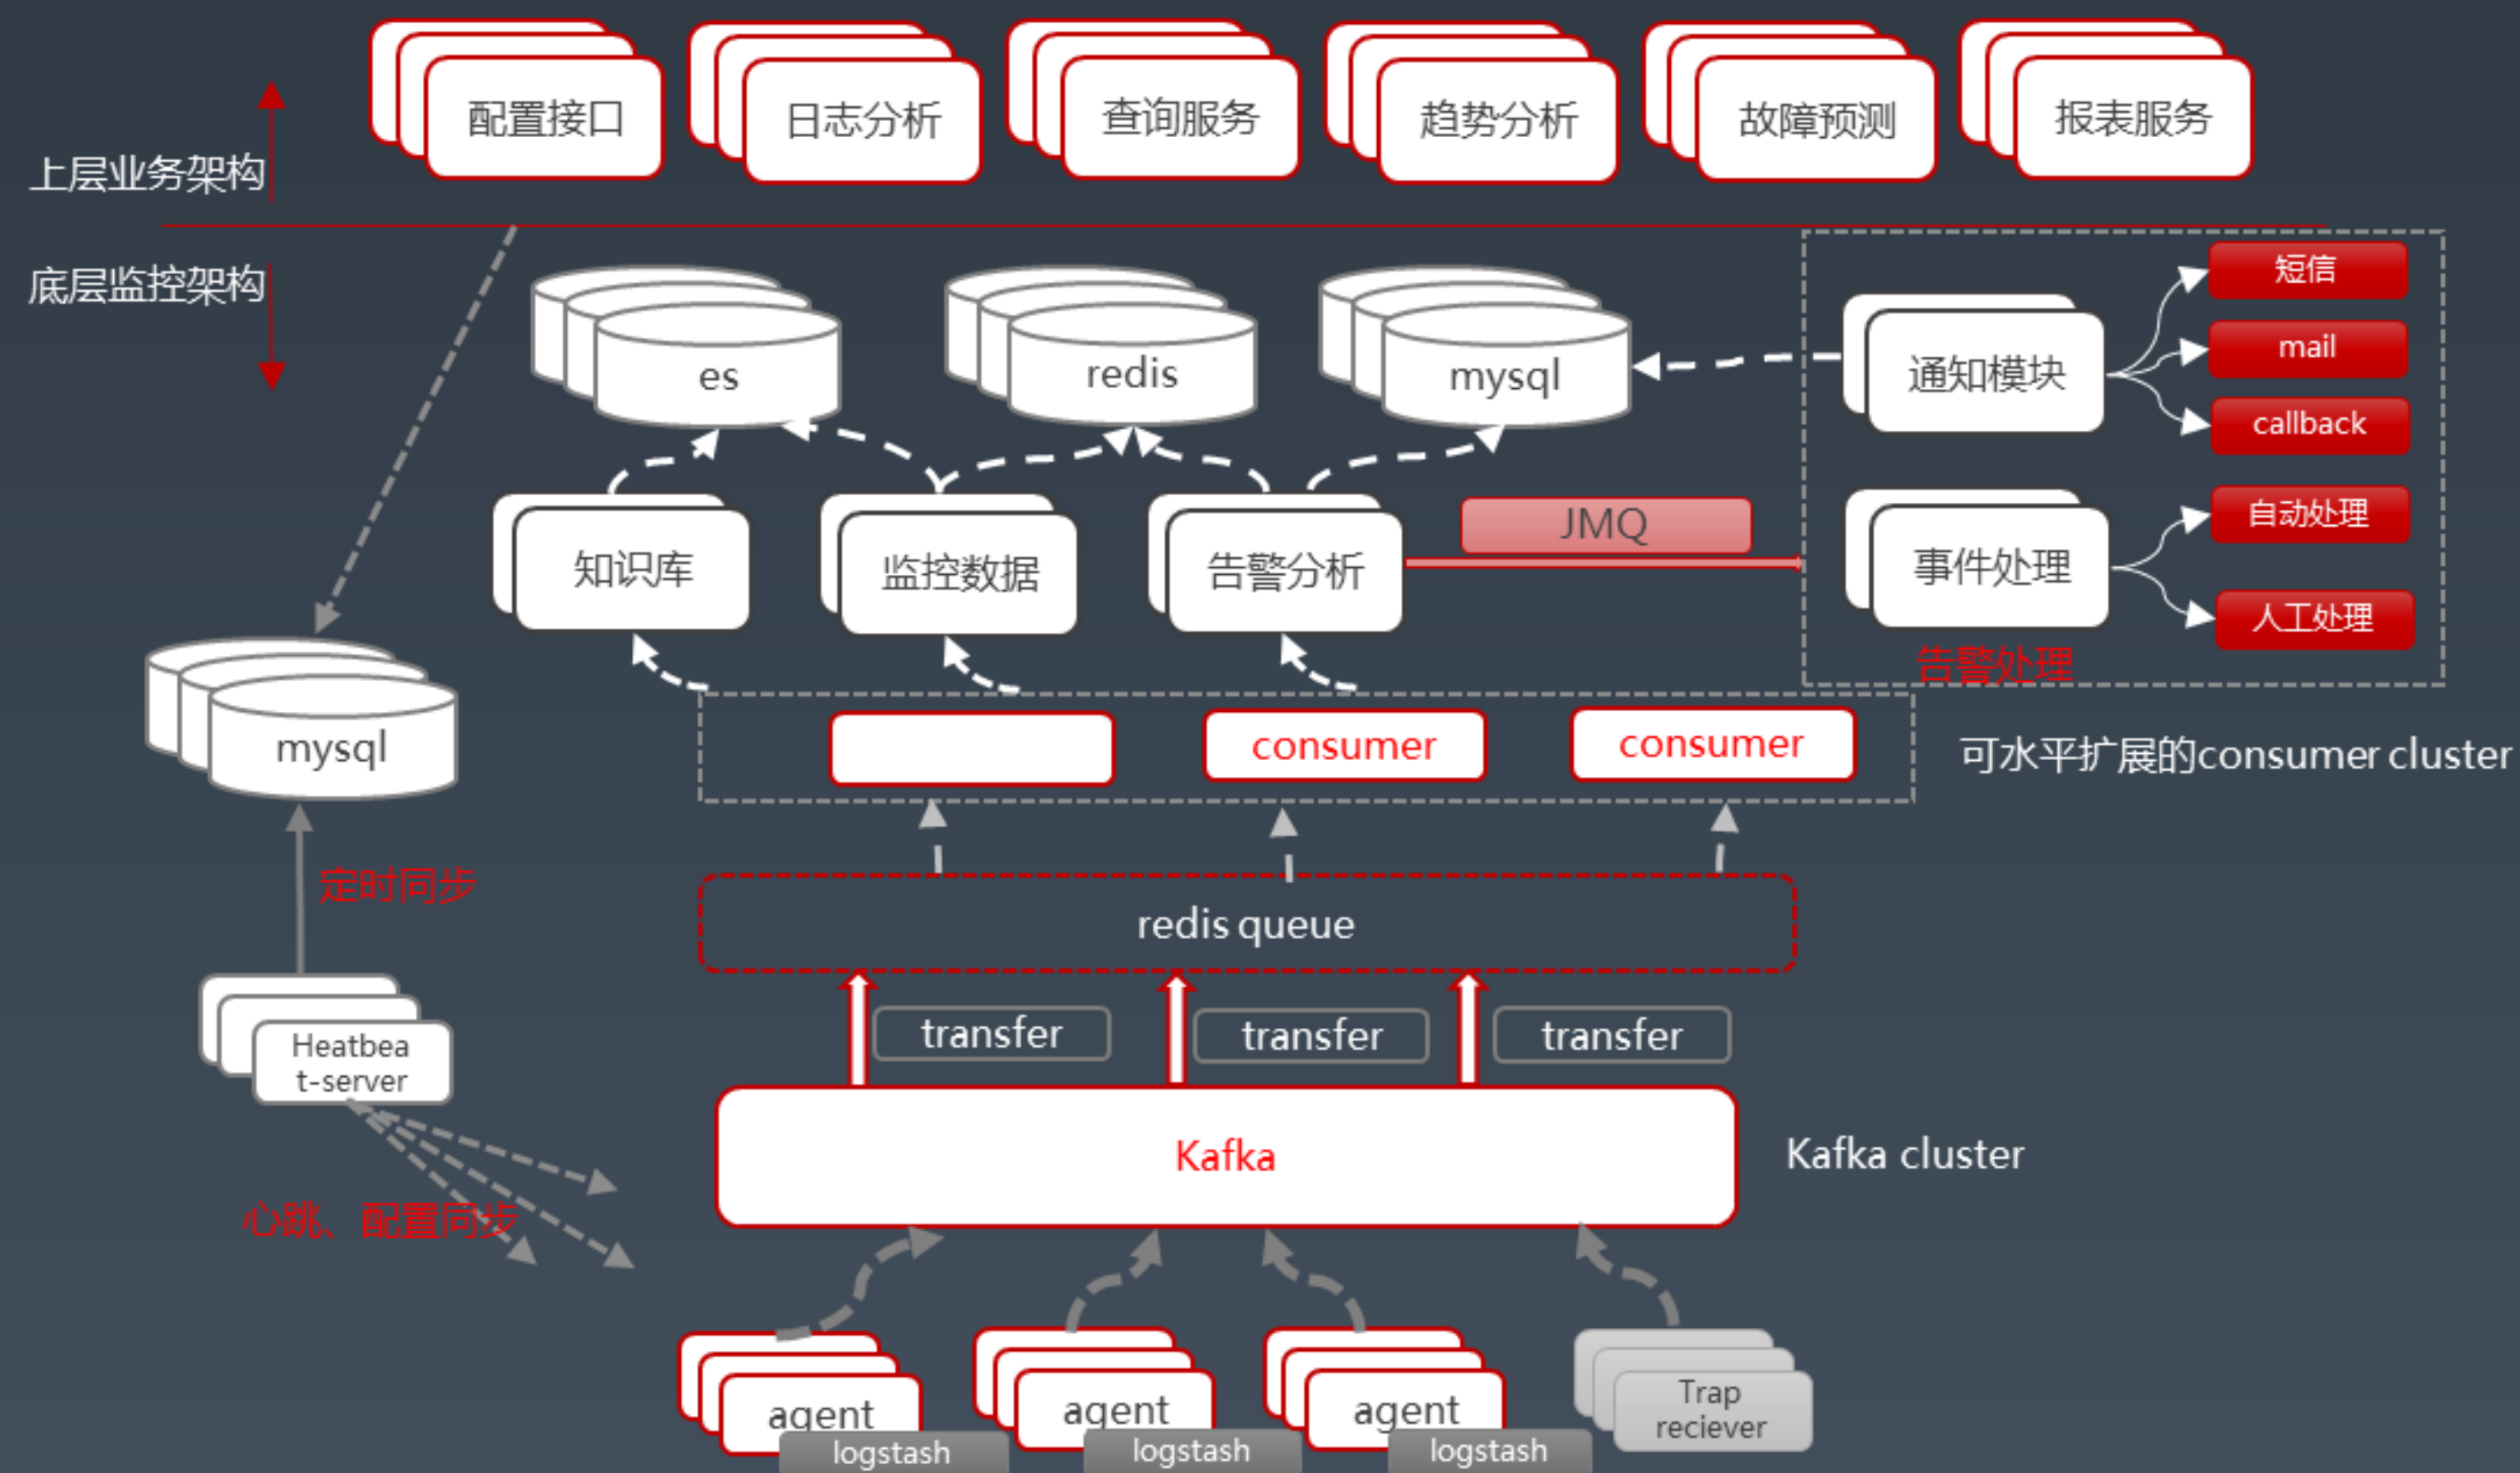 配置接口
日志分析
查询服务
趋势分析
故障预测
报表服务
上层业务架构
底层监控架构
es
redis
mysql
通知模块
短信
mail
callback
知识库
监控数据
告警分析
JMQ
事件处理
自动处理
人工处理
告警处理
mysql
consumer
consumer
可水平扩展的consumer cluster
定时同步
redis queue
Heatbea
t-server
transfer
transfer
transfer
Kafka
Kafka cluster
心跳、配置同步
agent
logstash
agent
logstash
agent
logstash
Trap
reciever